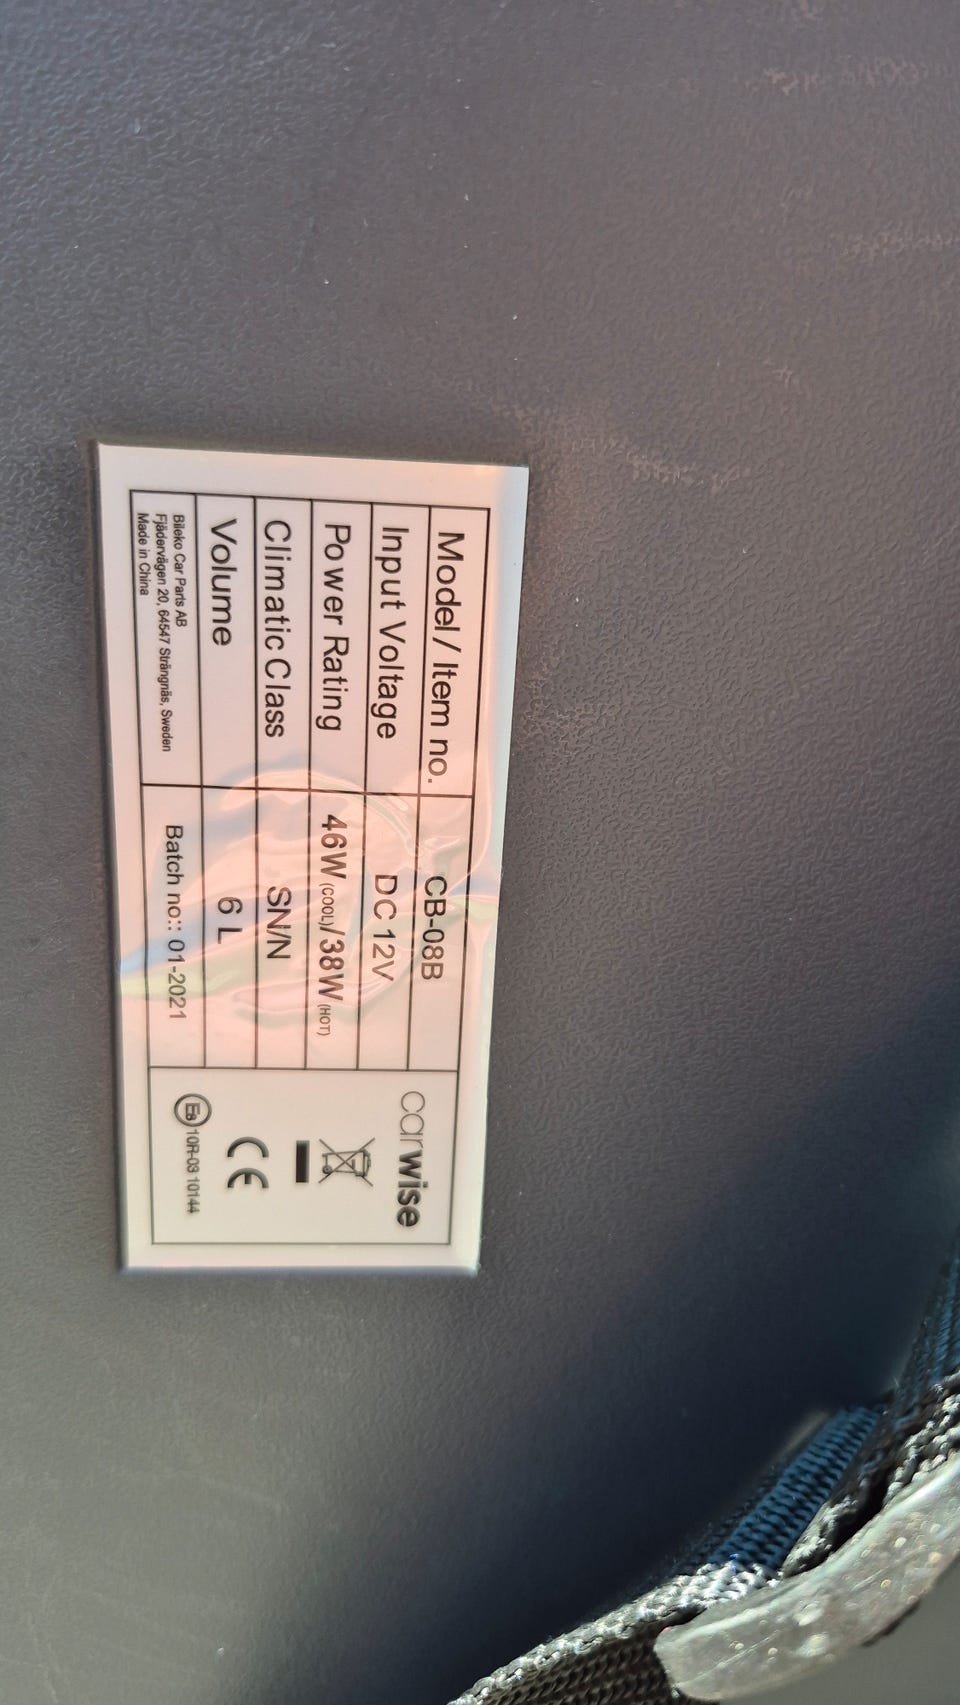 Model / Item no. CB-08B
Input Voltage DC 12V
Power Rating 46W (COOL)/38W (HOT)
Climatic Class SN/N
Volume 6 L
Bileko Car Parts AB
Fjädervägen 20, 64547 Strängnäs, Sweden
Made in China
Batch no:: 01-2021
carwise
CE
E8 10R-03 10144